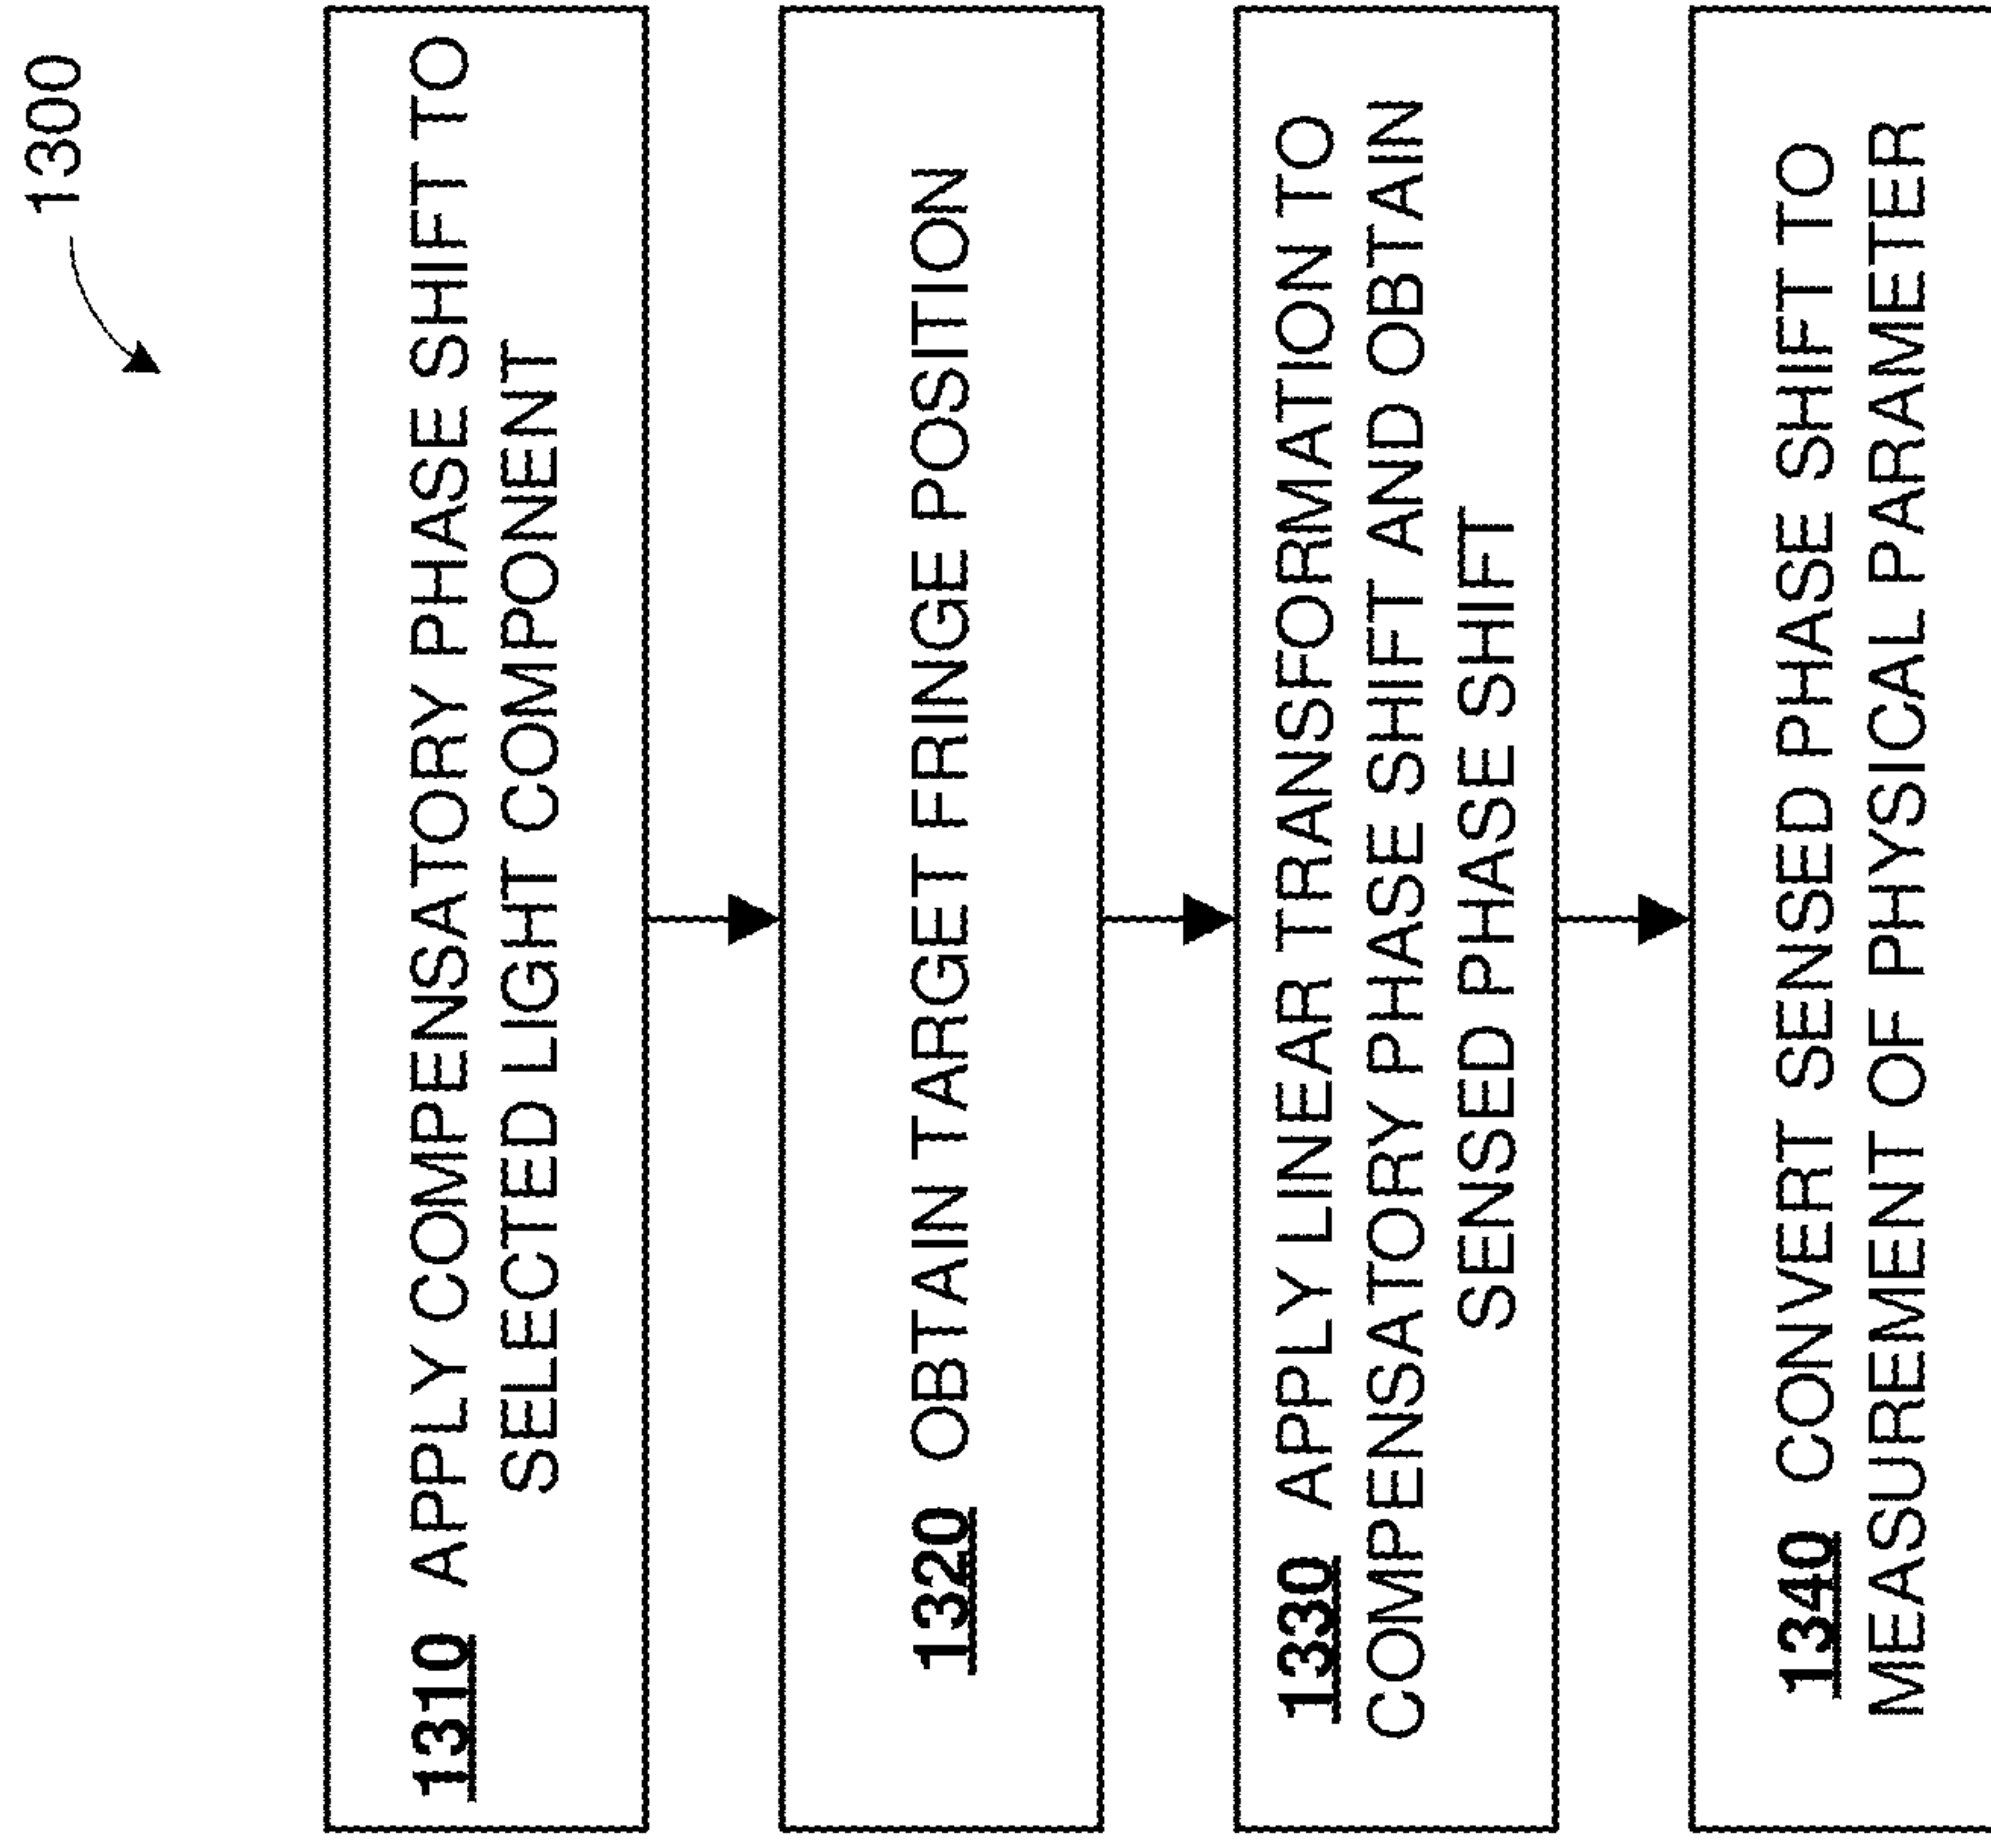 1300
1310 APPLY COMPENSATORY PHASE SHIFT TO
SELECTED LIGHT COMPONENT
1320 OBTAIN TARGET FRINGE POSITION
1330 APPLY LINEAR TRANSFORMATION TO
COMPENSATORY PHASE SHIFT AND OBTAIN
SENSED PHASE SHIFT
1340 CONVERT SENSED PHASE SHIFT TO
MEASUREMENT OF PHYSICAL PARAMETER